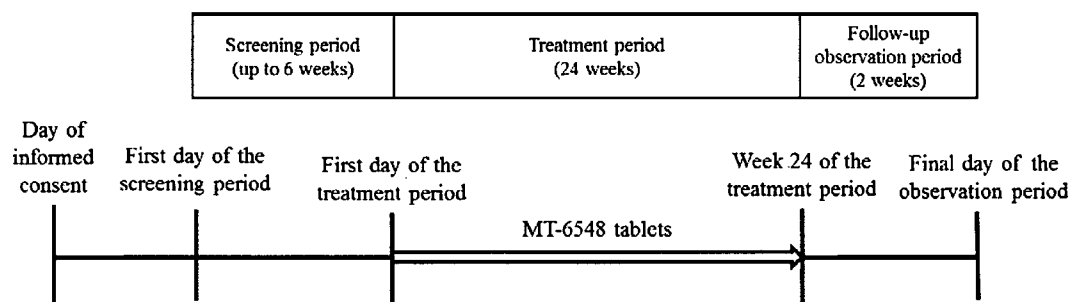 Screening period
(up to 6 weeks)
Treatment period
(24 weeks)
Follow-up
observation period
(2 weeks)
Day of
informed
consent
First day of the
screening period
First day of the
treatment period
Week 24 of the
treatment period
Final day of the
observation period
MT-6548 tablets